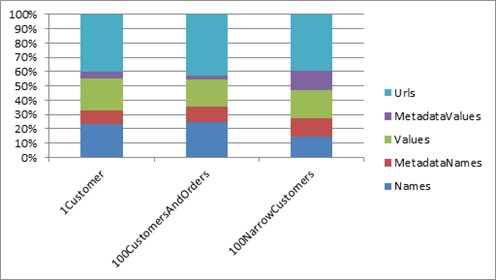 100%
90%
80%
70%
60%
50%
40%
30%
20%
10%
0%
1Customer
100CustomersAndOrders
100NarrowCustomers
Urls
MetadataValues
Values
MetadataNames
Names